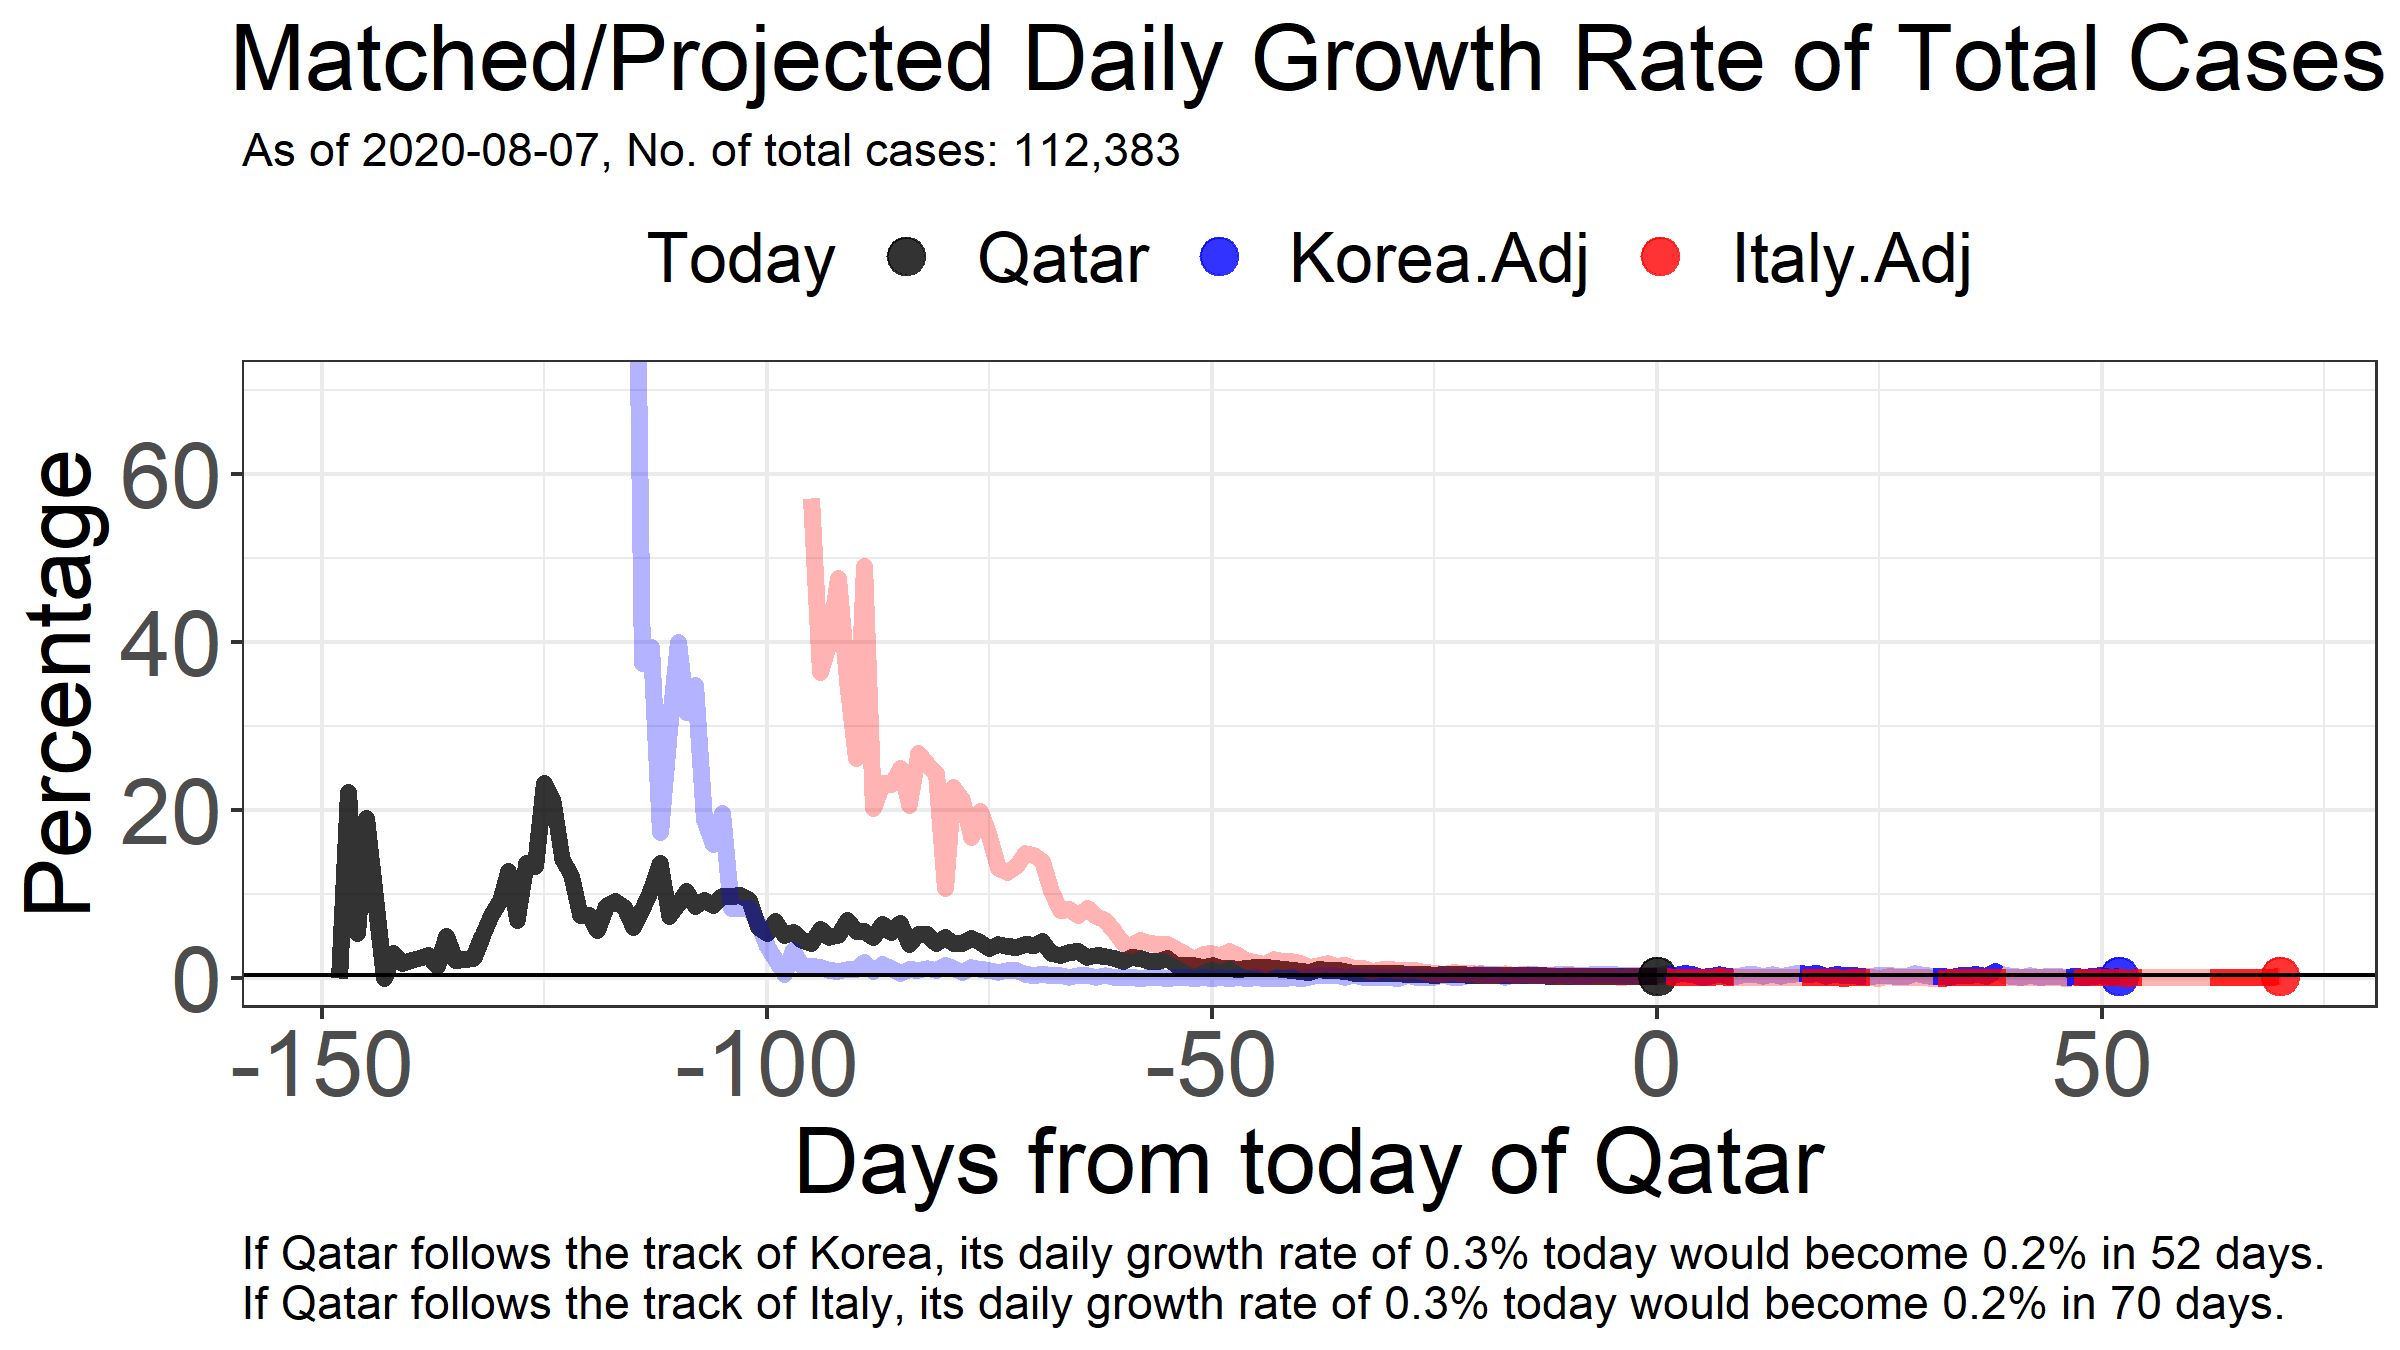 Matched/Projected Daily Growth Rate of Total Cases
As of 2020-08-07, No. of total cases: 112,383
Today Qatar Korea.Adj Italy.Adj
Percentage
60
40
20
0
-150 -100 -50 0 50
Days from today of Qatar
If Qatar follows the track of Korea, its daily growth rate of 0.3% today would become 0.2% in 52 days.
If Qatar follows the track of Italy, its daily growth rate of 0.3% today would become 0.2% in 70 days.